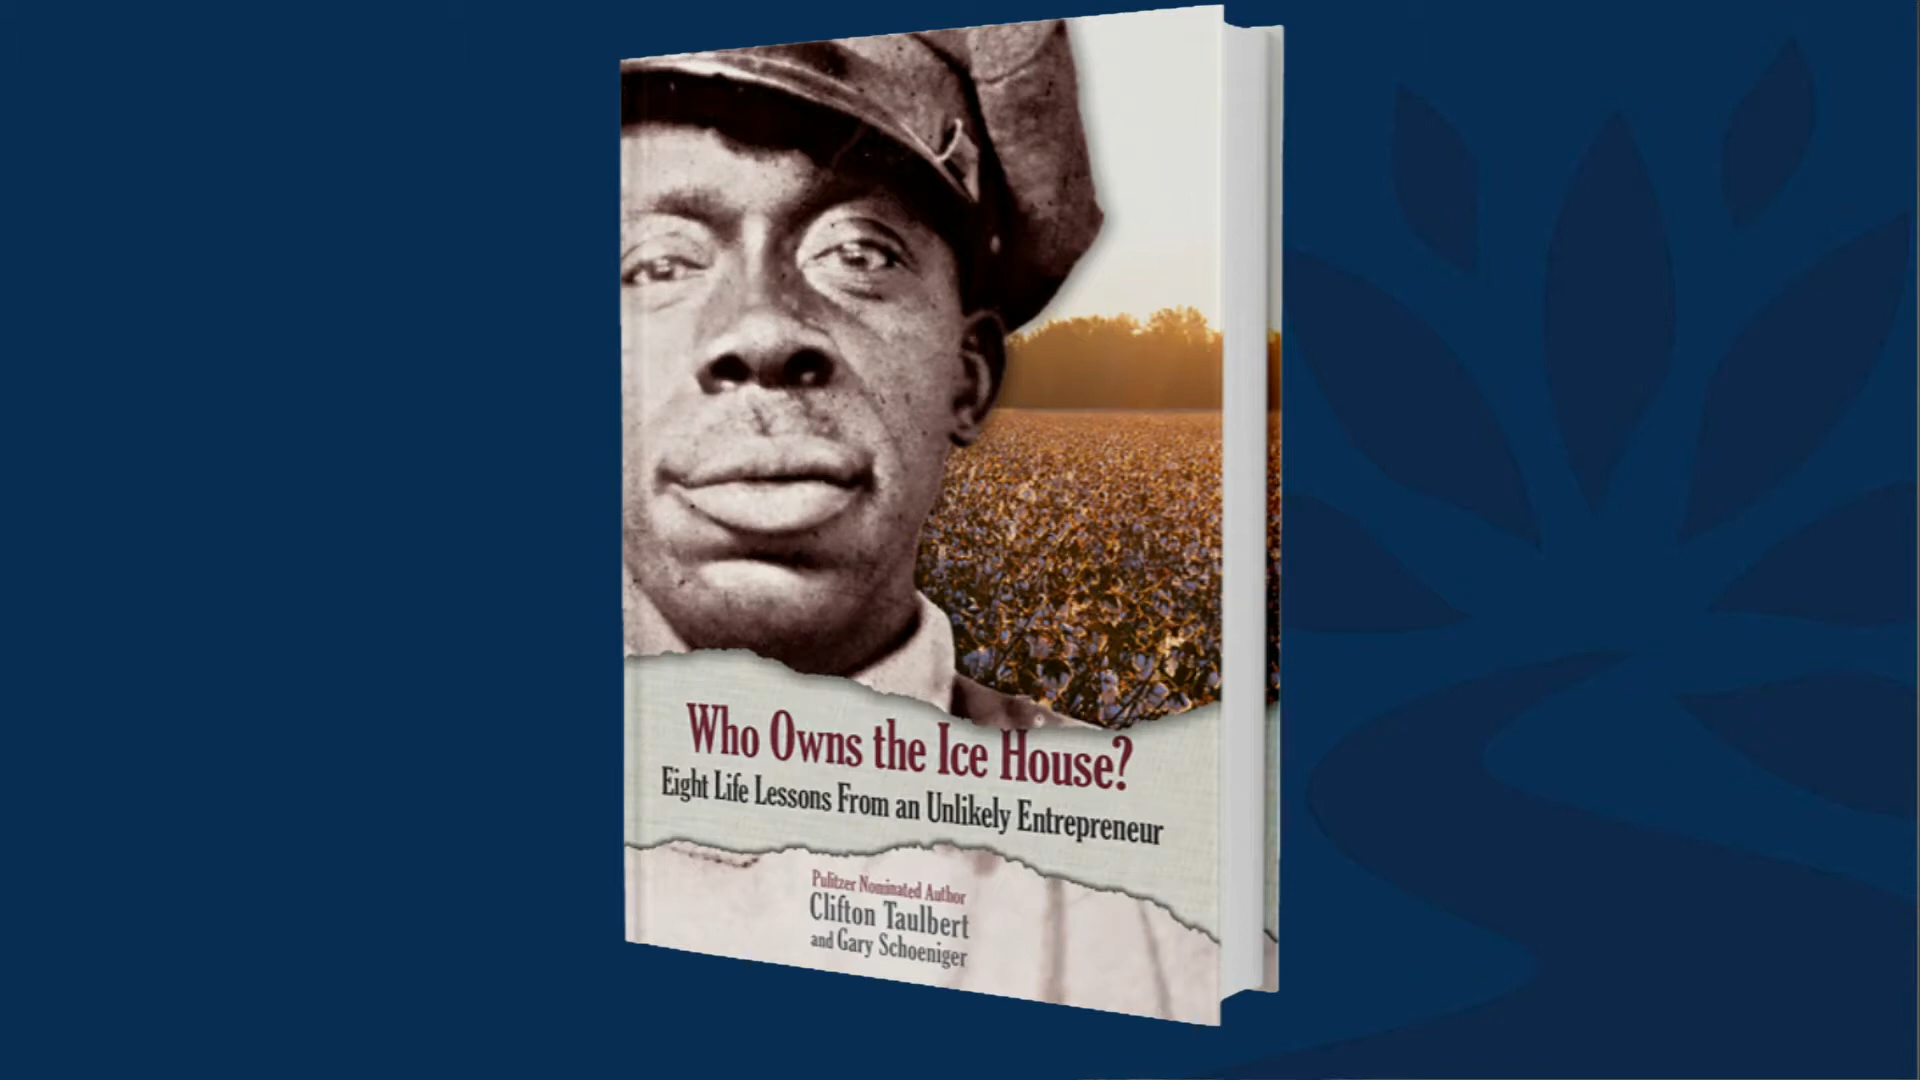 Who Owns the Ice House?
Eight Life Lessons From an Unlikely Entrepreneur
Pulitzer Nominated Author
Clifton Taulbert
and Gary Schoeniger